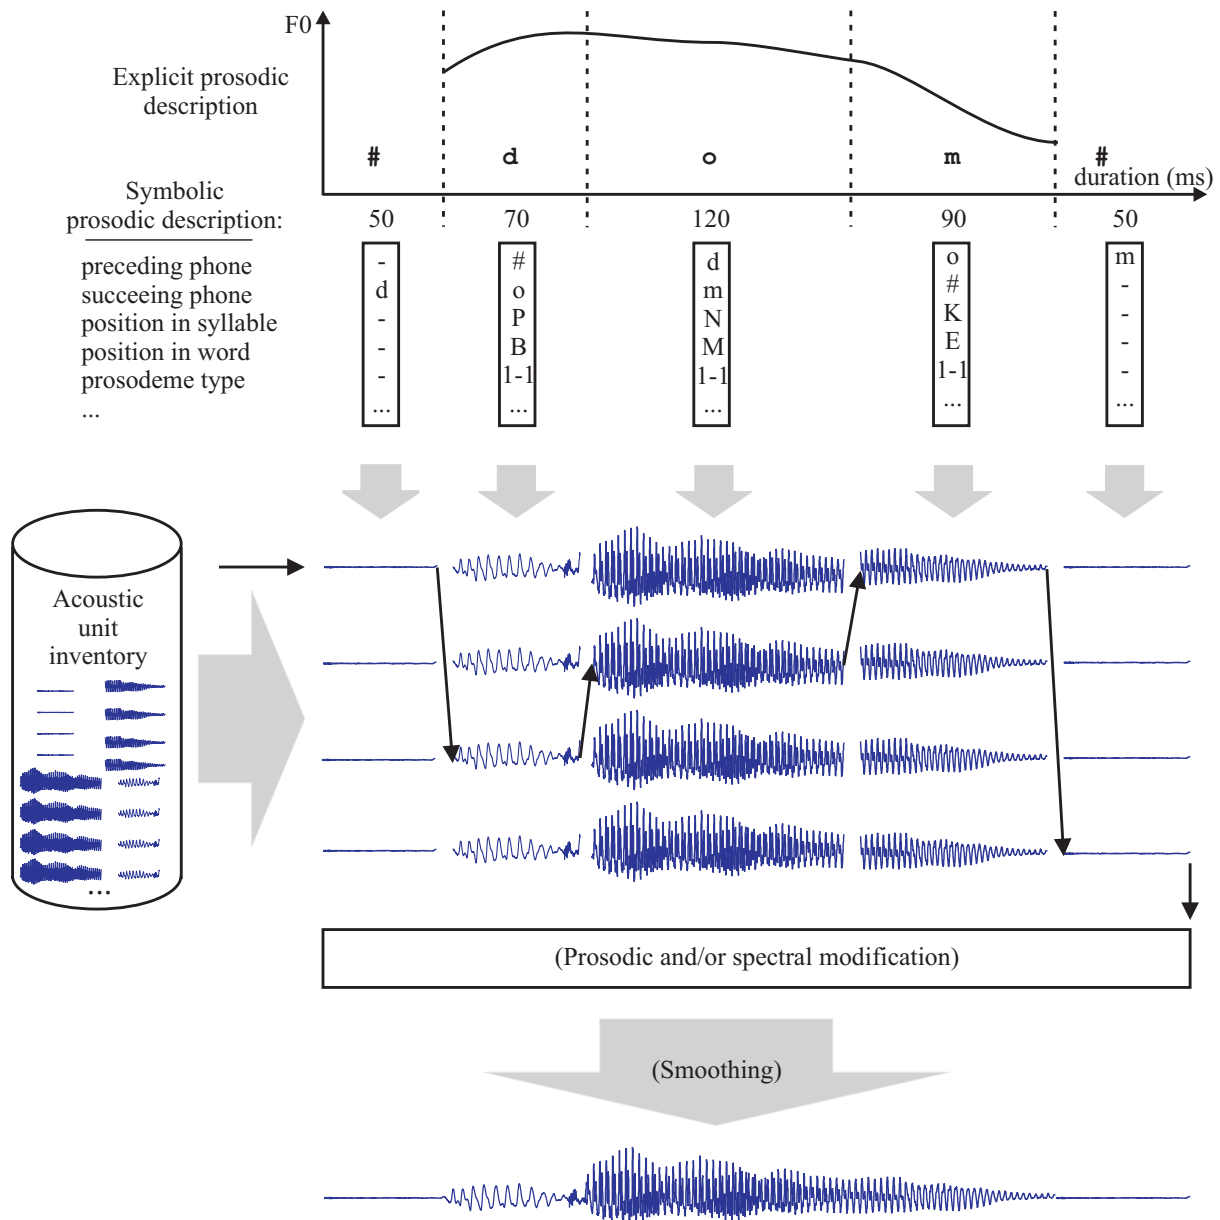 F0
Explicit prosodic
description
# d o m #
duration (ms)
Symbolic
prosodic description:
50 70 120 90 50
preceding phone - # d o m
succeeing phone d o m # -
position in syllable - P N K -
position in word - B M E -
prosodeme type - 1-1 1-1 1-1 -
... ... ... ... ... ...
Acoustic
unit
inventory
...
(Prosodic and/or spectral modification)
(Smoothing)